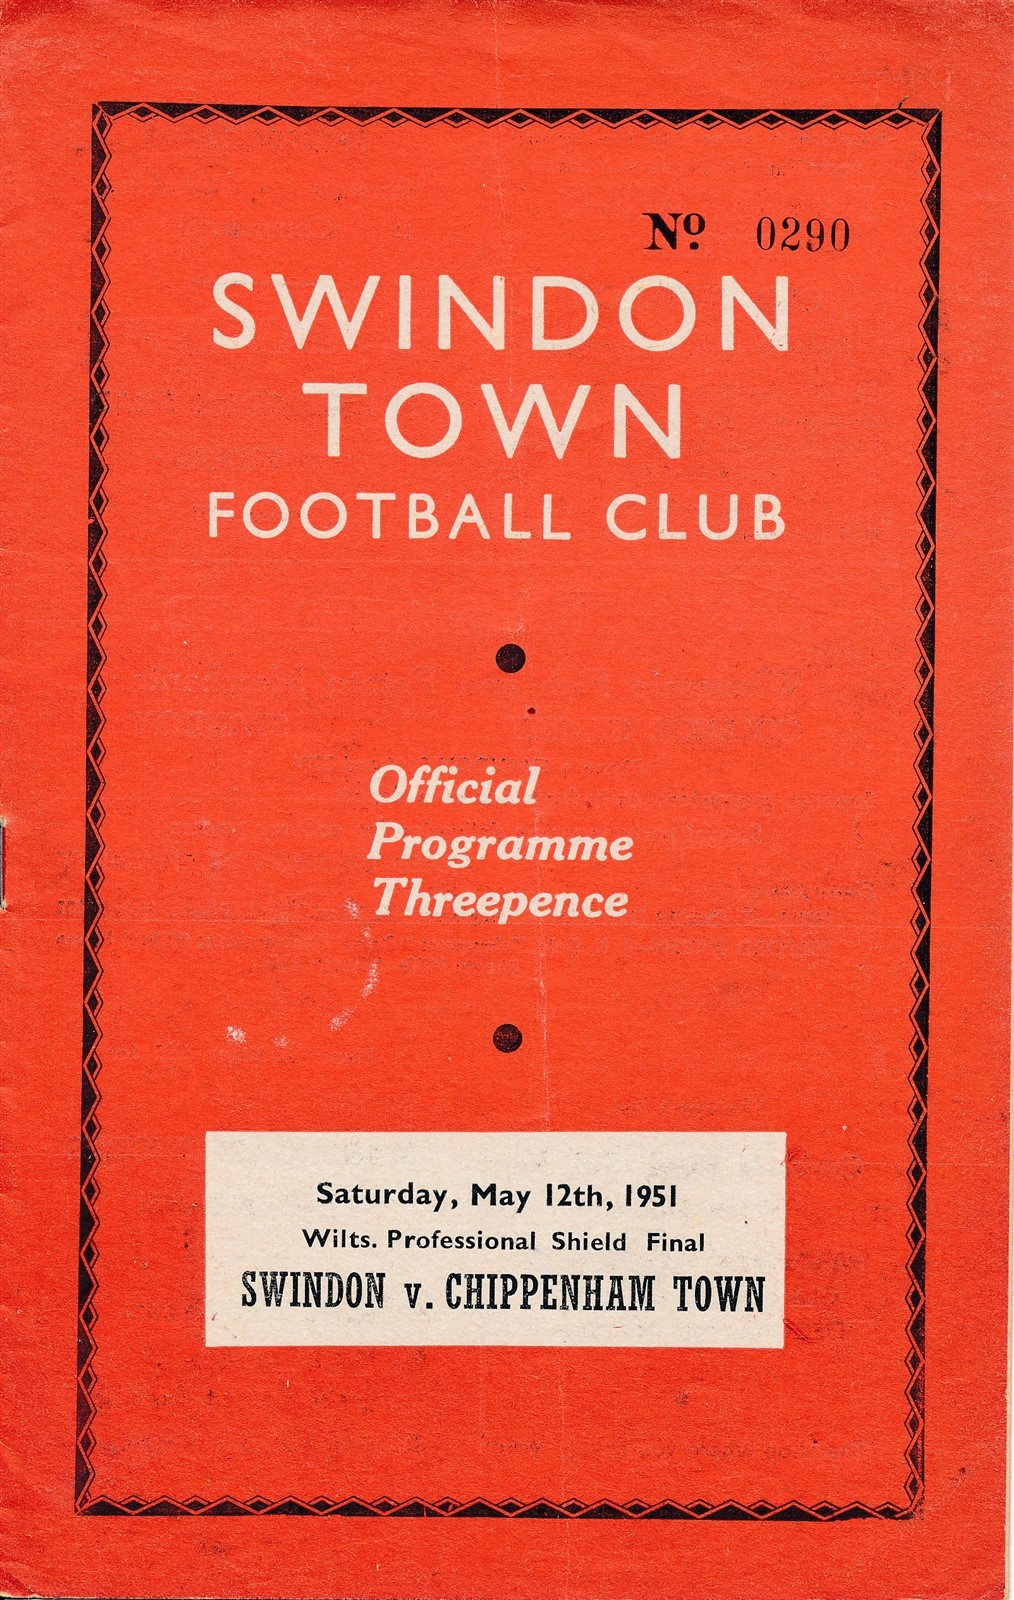 Nº 0290
SWINDON
TOWN
FOOTBALL CLUB
Official
Programme
Threepence
Saturday, May 12th, 1951
Wilts. Professional Shield Final
SWINDON v. CHIPPENHAM TOWN